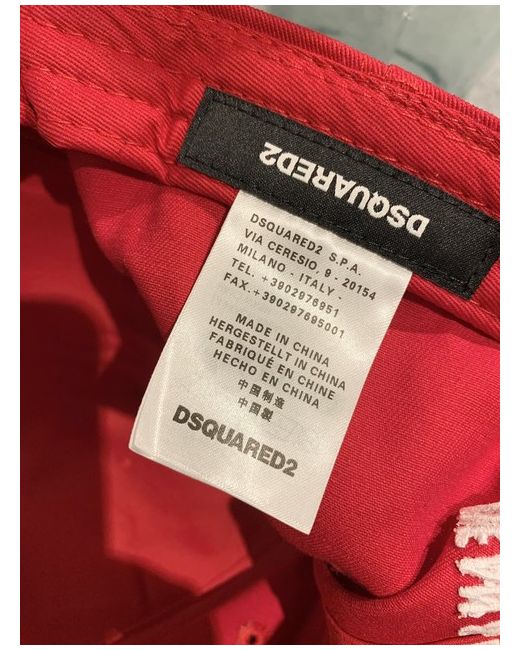 DSQUARED2
DSQUARED2 S.P.A.
VIA CERESIO, 9 - 20154
MILANO - ITALY -
TEL. +3902976951
FAX.+390297695001
MADE IN CHINA
HERGESTELLT IN CHINA
FABRIQUÉ EN CHINE
HECHO EN CHINA
中国制造
中国製
DSQUARED2